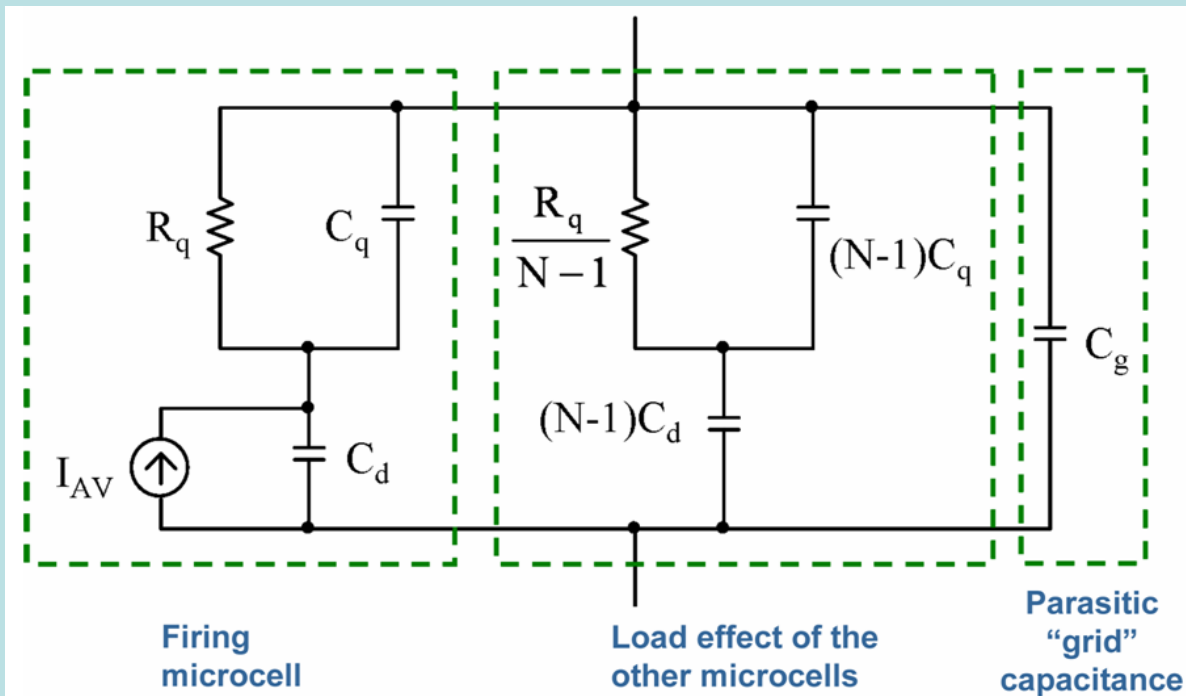 R_q
C_q
I_AV
C_d
R_q
N−1
(N-1)C_q
(N-1)C_d
C_g
Firing
microcell
Load effect of the
other microcells
Parasitic
“grid”
capacitance